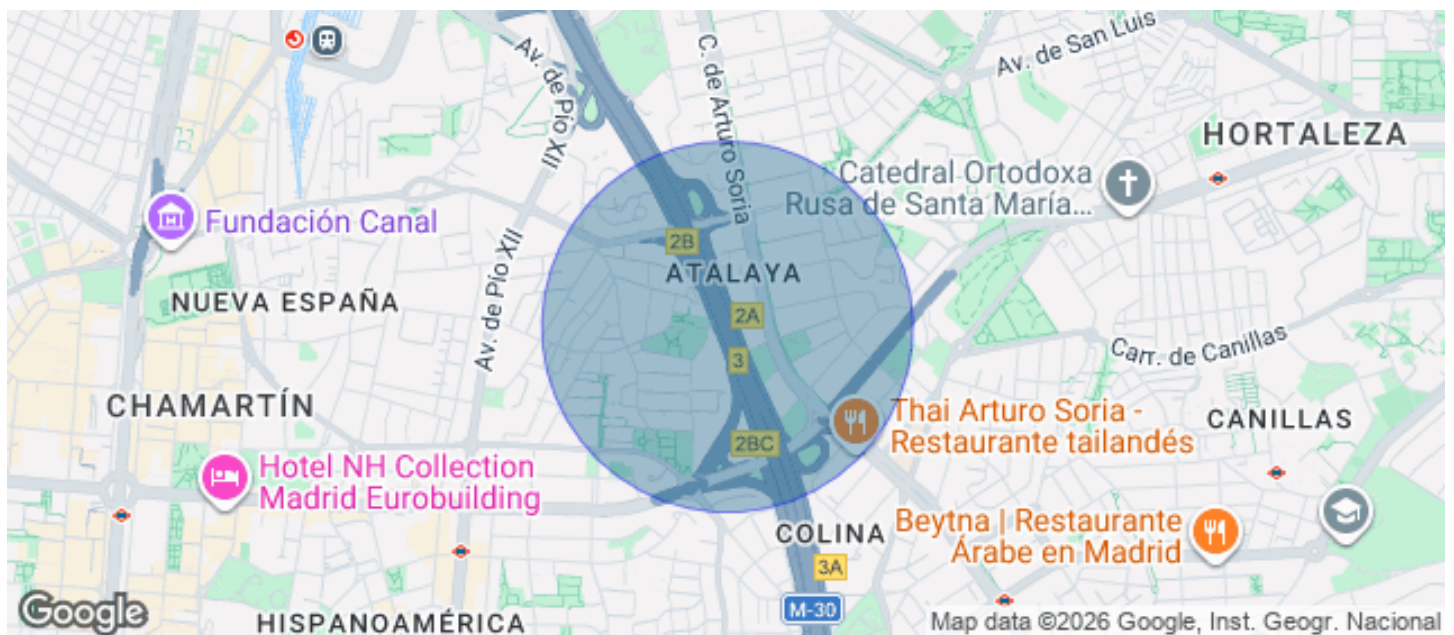 Av. de San Luis
Av. de Pío XII
C. de Arturo Soria
HORTALEZA
Catedral Ortodoxa
Rusa de Santa María...
Fundación Canal
2B
ATALAYA
NUEVA ESPAÑA
Av. de Pío XII
2A
3
Carr. de Canillas
CHAMARTÍN
Thai Arturo Soria -
Restaurante tailandés
CANILLAS
2BC
Hotel NH Collection
Madrid Eurobuilding
COLINA
Beytna | Restaurante
Árabe en Madrid
3A
M-30
HISPANOAMÉRICA
Google
Map data ©2026 Google, Inst. Geogr. Nacional